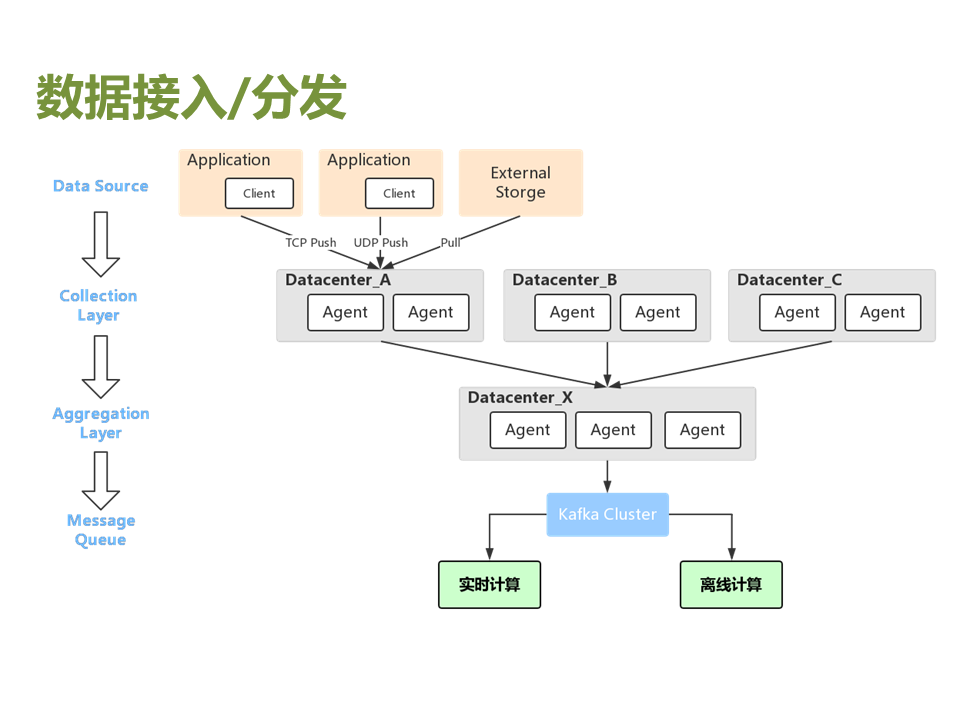 数据接入/分发
Data Source
Application
Client
Application
Client
External
Storge
TCP Push
UDP Push
Pull
Collection
Layer
Datacenter_A
Agent
Agent
Datacenter_B
Agent
Agent
Datacenter_C
Agent
Agent
Aggregation
Layer
Datacenter_X
Agent
Agent
Agent
Message
Queue
Kafka Cluster
实时计算
离线计算